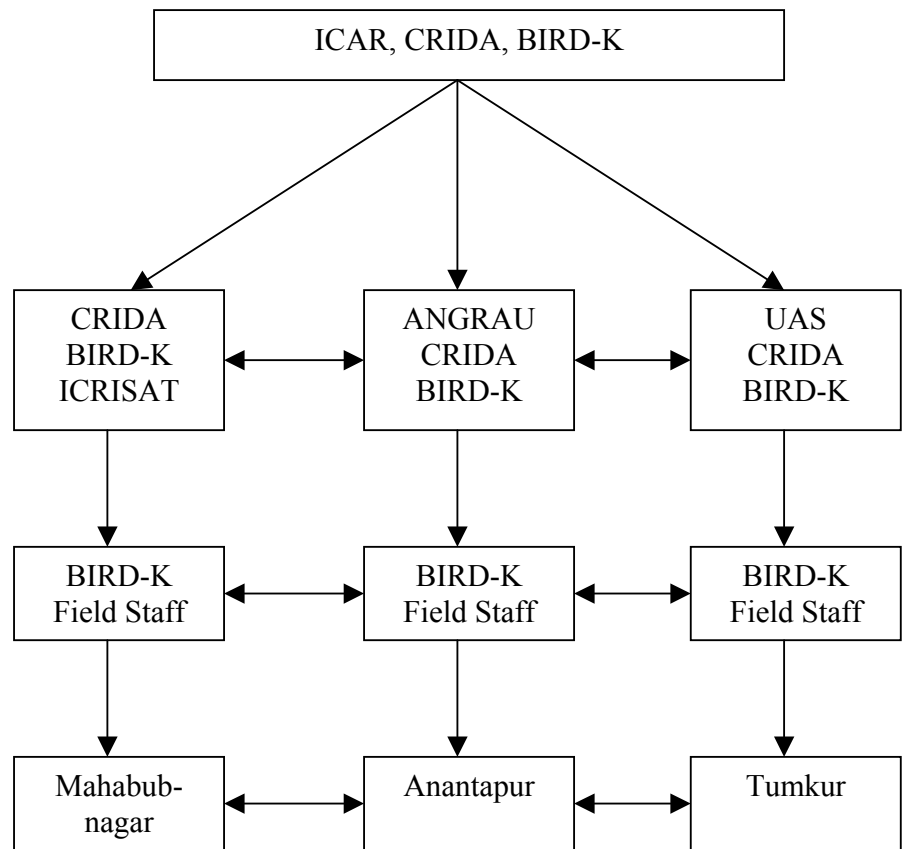 ICAR, CRIDA, BIRD-K
CRIDA
BIRD-K
ICRISAT
ANGRAU
CRIDA
BIRD-K
UAS
CRIDA
BIRD-K
BIRD-K
Field Staff
BIRD-K
Field Staff
BIRD-K
Field Staff
Mahabub-
nagar
Anantapur
Tumkur